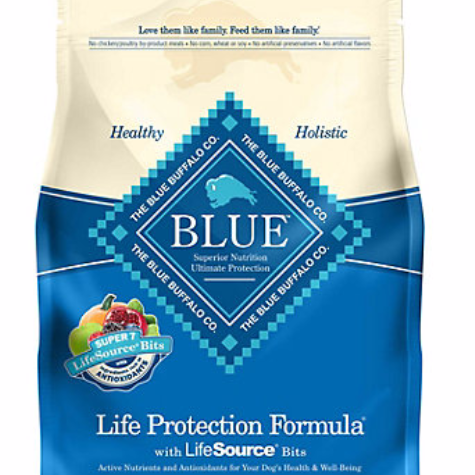 Love them like family. Feed them like family.®
No chicken/poultry by-product meals • No corn, wheat or soy • No artificial preservatives • No artificial flavors
Healthy
Holistic
THE BLUE BUFFALO CO.
THE BLUE BUFFALO CO.
BLUE™
Superior Nutrition
Ultimate Protection
THE BLUE BUFFALO CO.
THE BLUE BUFFALO CO.
SUPER 7
LifeSource® Bits
ANTIOXIDANTS
Life Protection Formula®
with LifeSource® Bits
Active Nutrients and Antioxidants for Your Dog's Health & Well-Being